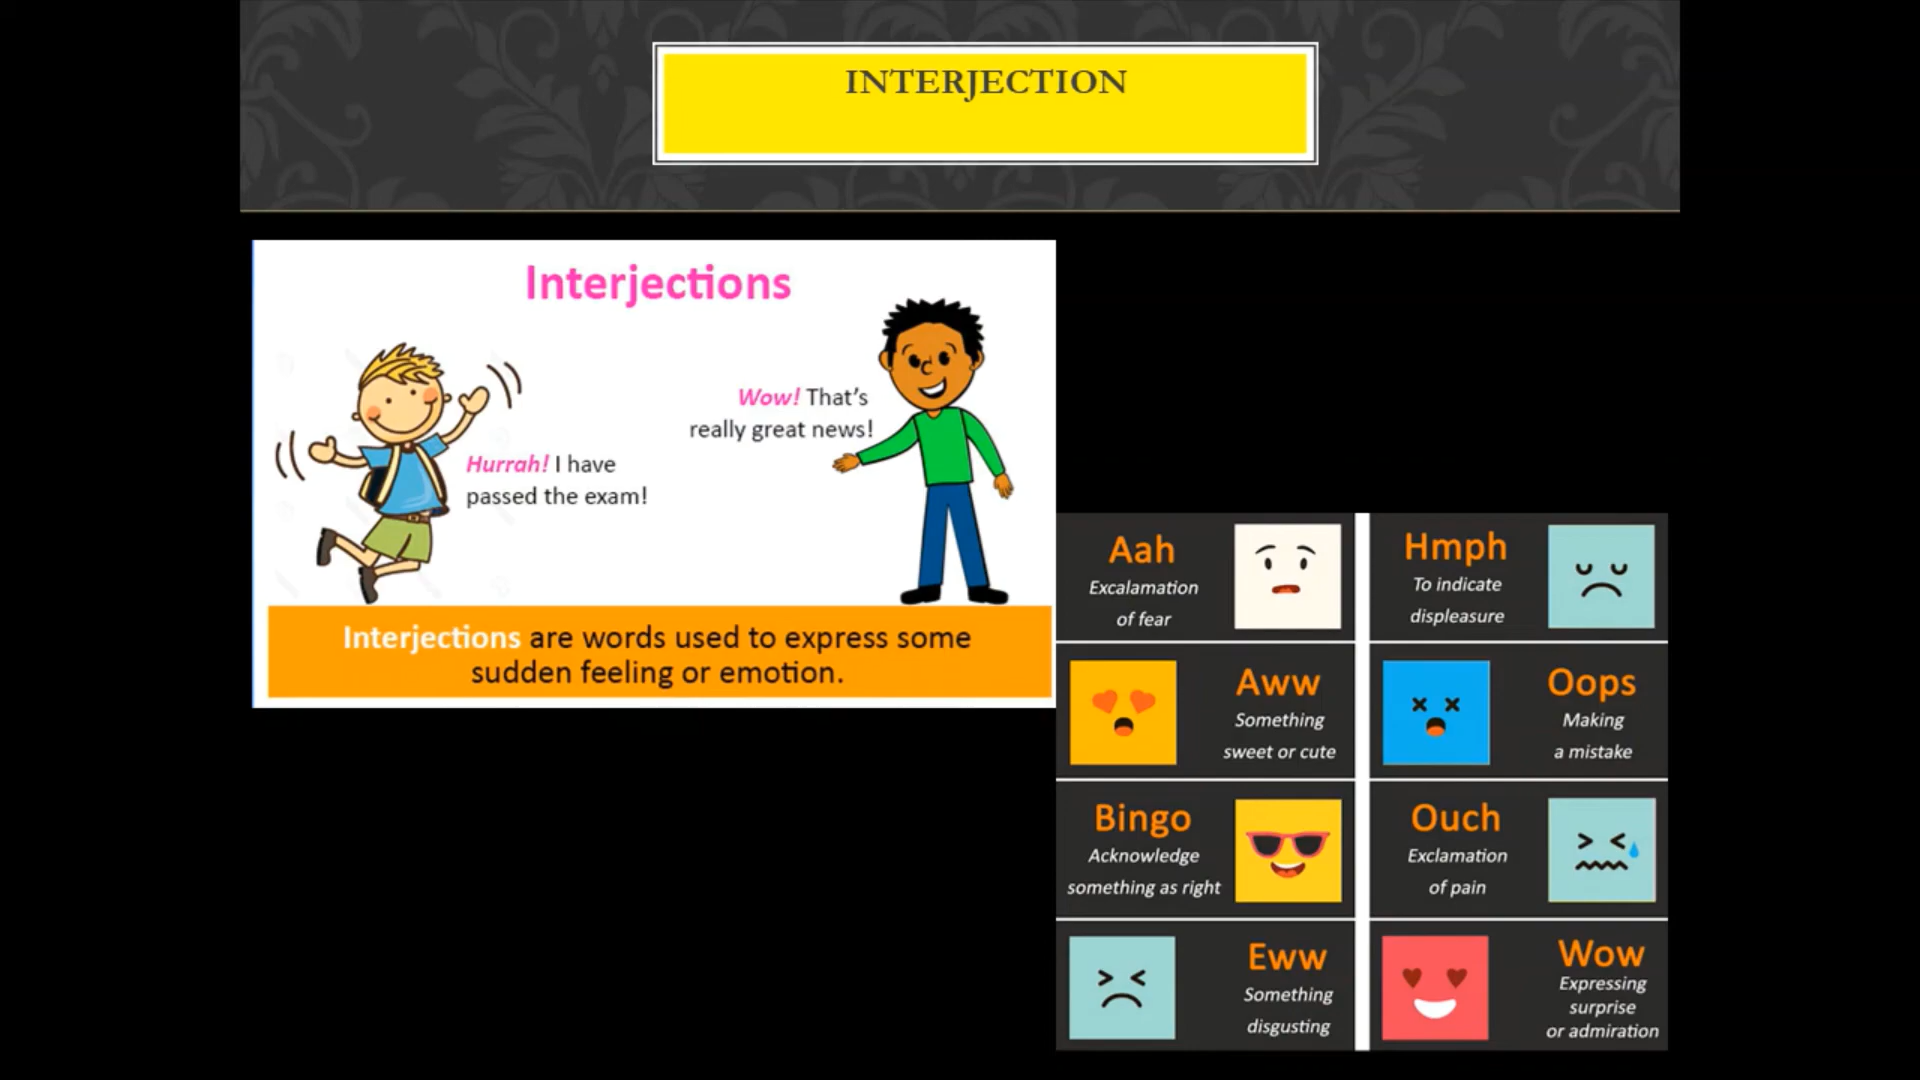 INTERJECTION
Interjections
Wow! That's
really great news!
Hurrah! I have
passed the exam!
Interjections are words used to express some
sudden feeling or emotion.
Aah
Excalamation
of fear
Hmph
To indicate
displeasure
Aww
Something
sweet or cute
Oops
Making
a mistake
Bingo
Acknowledge
something as right
Ouch
Exclamation
of pain
Eww
Something
disgusting
Wow
Expressing
surprise
or admiration